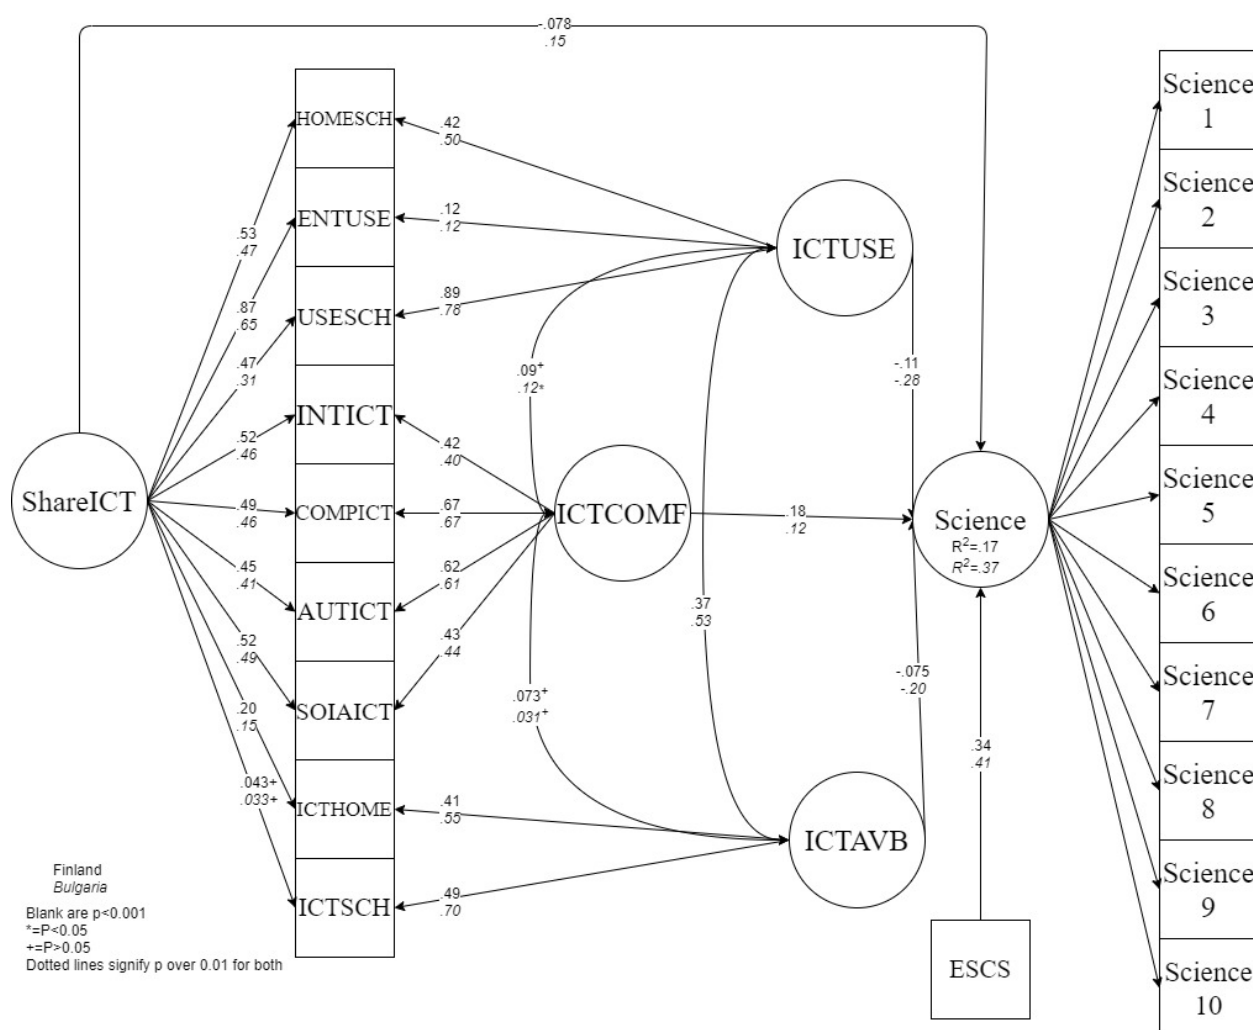 -.078
.15
HOMESCH
ENTUSE
USESCH
INTICT
COMPICT
AUTICT
SOIAICT
ICTHOME
ICTSCH
ShareICT
.53
.47
.87
.65
.47
.31
.52
.46
.49
.46
.45
.41
.52
.49
.20
.15
.043+
.033+
.42
.50
.12
.12
.89
.78
.42
.40
.67
.67
.62
.61
.43
.44
.41
.55
.49
.70
ICTUSE
ICTCOMF
ICTAVB
.09+
.12*
.073+
.031+
.37
.53
-.11
-.28
.18
.12
-.075
-.20
Science
R²=.17
R²=.37
.34
.41
ESCS
Science
1
Science
2
Science
3
Science
4
Science
5
Science
6
Science
7
Science
8
Science
9
Science
10
Finland
Bulgaria
Blank are p<0.001
*=P<0.05
+=P>0.05
Dotted lines signify p over 0.01 for both